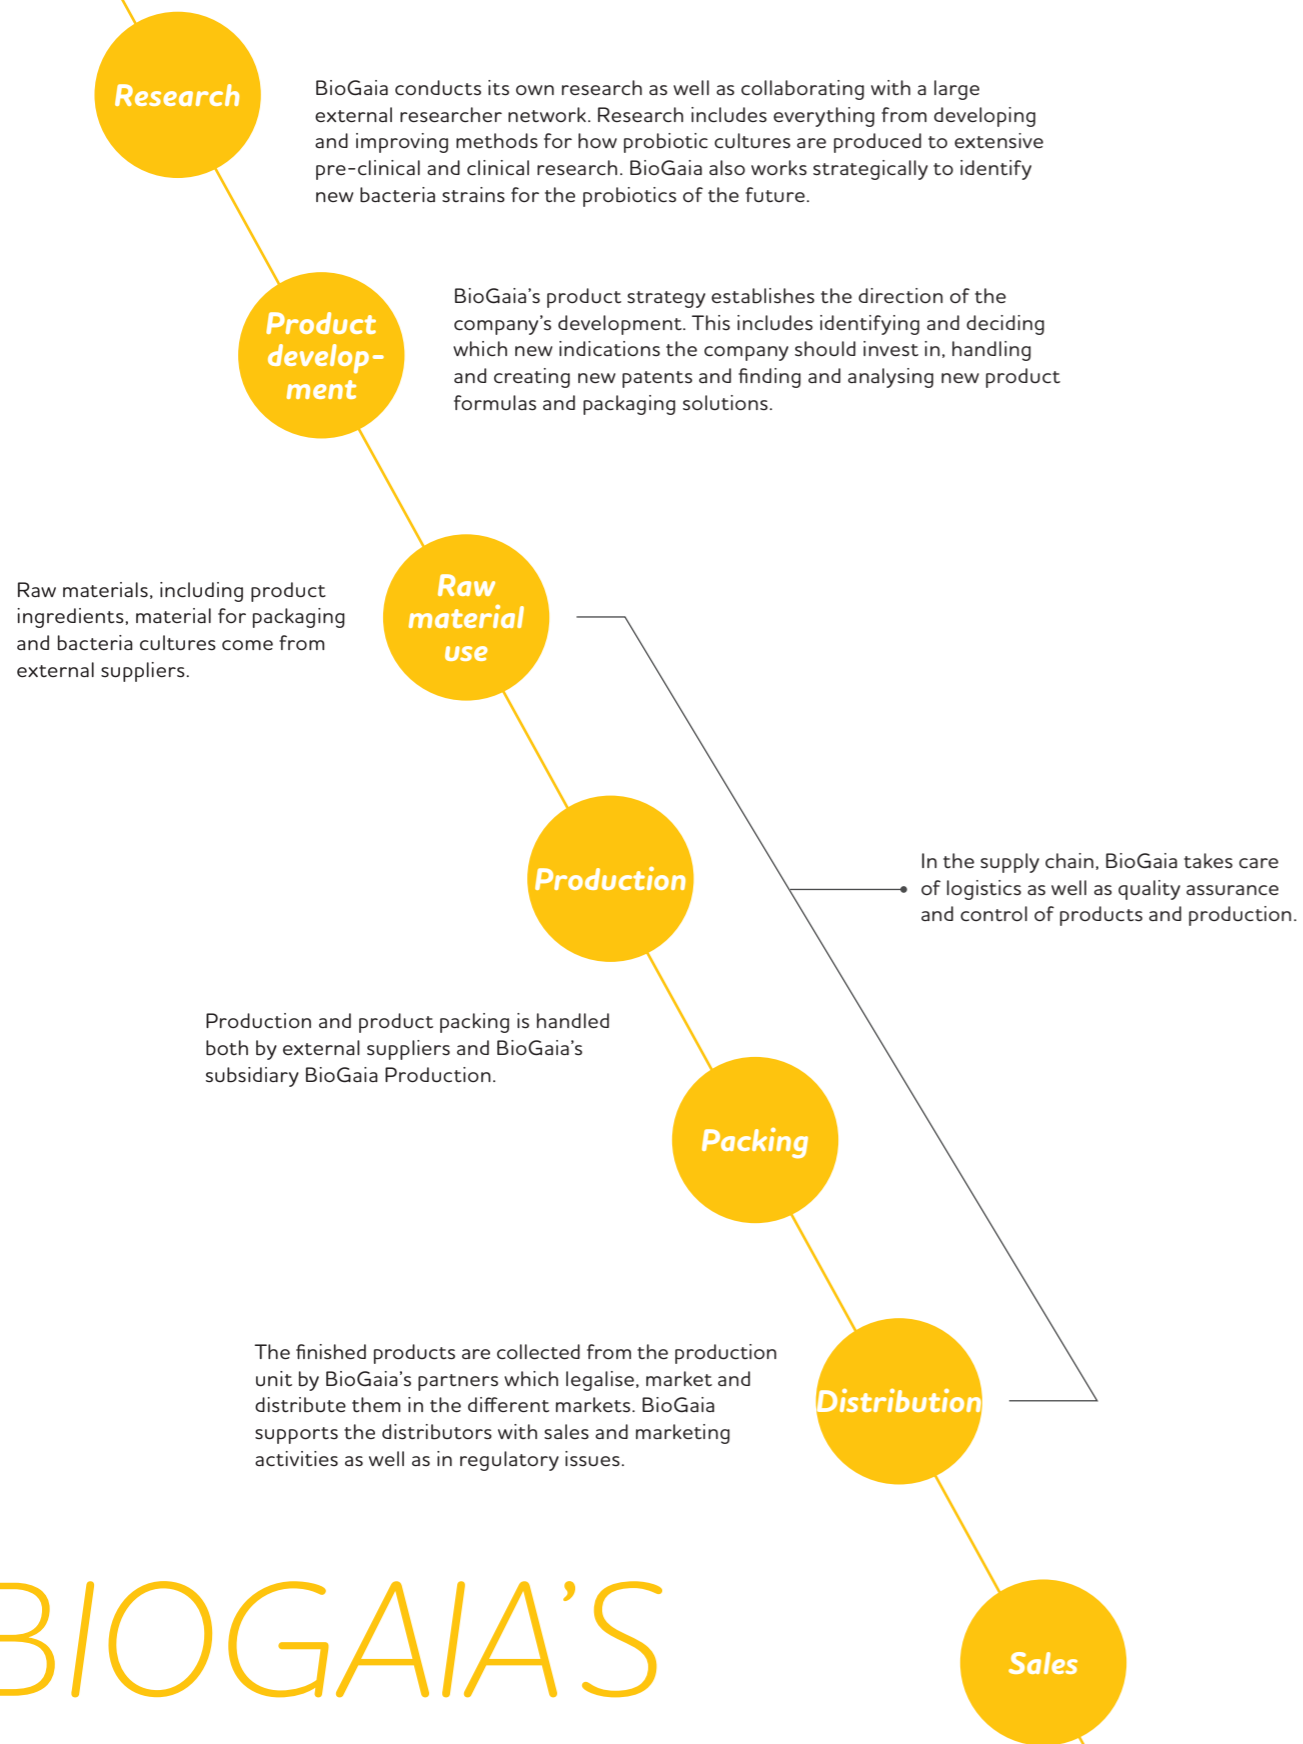 Research
BioGaia conducts its own research as well as collaborating with a large
external researcher network. Research includes everything from developing
and improving methods for how probiotic cultures are produced to extensive
pre-clinical and clinical research. BioGaia also works strategically to identify
new bacteria strains for the probiotics of the future.
Product
develop-
ment
BioGaia’s product strategy establishes the direction of the
company’s development. This includes identifying and deciding
which new indications the company should invest in, handling
and creating new patents and finding and analysing new product
formulas and packaging solutions.
Raw
material
use
Raw materials, including product
ingredients, material for packaging
and bacteria cultures come from
external suppliers.
Production
In the supply chain, BioGaia takes care
of logistics as well as quality assurance
and control of products and production.
Production and product packing is handled
both by external suppliers and BioGaia’s
subsidiary BioGaia Production.
Packing
The finished products are collected from the production
unit by BioGaia’s partners which legalise, market and
distribute them in the different markets. BioGaia
supports the distributors with sales and marketing
activities as well as in regulatory issues.
Distribution
BIOGAIA’S
Sales